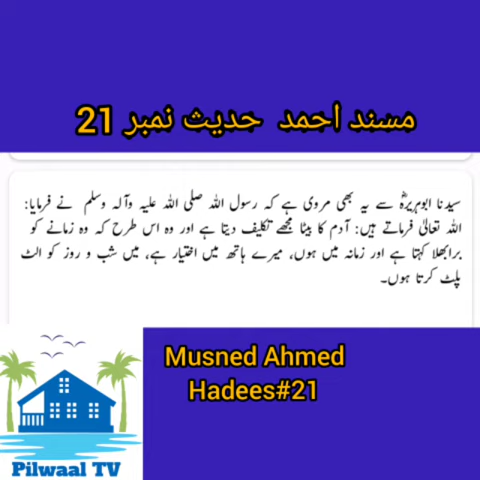 مسند احمد حدیث نمبر 21
سیدنا ابوہریرہؓ سے یہ بھی مروی ہے کہ رسول اللہ صلی اللہ علیہ وآلہ وسلم نے فرمایا:
اللہ تعالیٰ فرماتے ہیں: آدم کا بیٹا مجھے تکلیف دیتا ہے اور وہ اس طرح کہ وہ زمانے کو
برابھلا کہتا ہے اور زمانہ میں ہوں، میرے ہاتھ میں اختیار ہے، میں شب و روز کو الٹ
پلٹ کرتا ہوں۔
Musned Ahmed
Hadees#21
Pilwaal TV